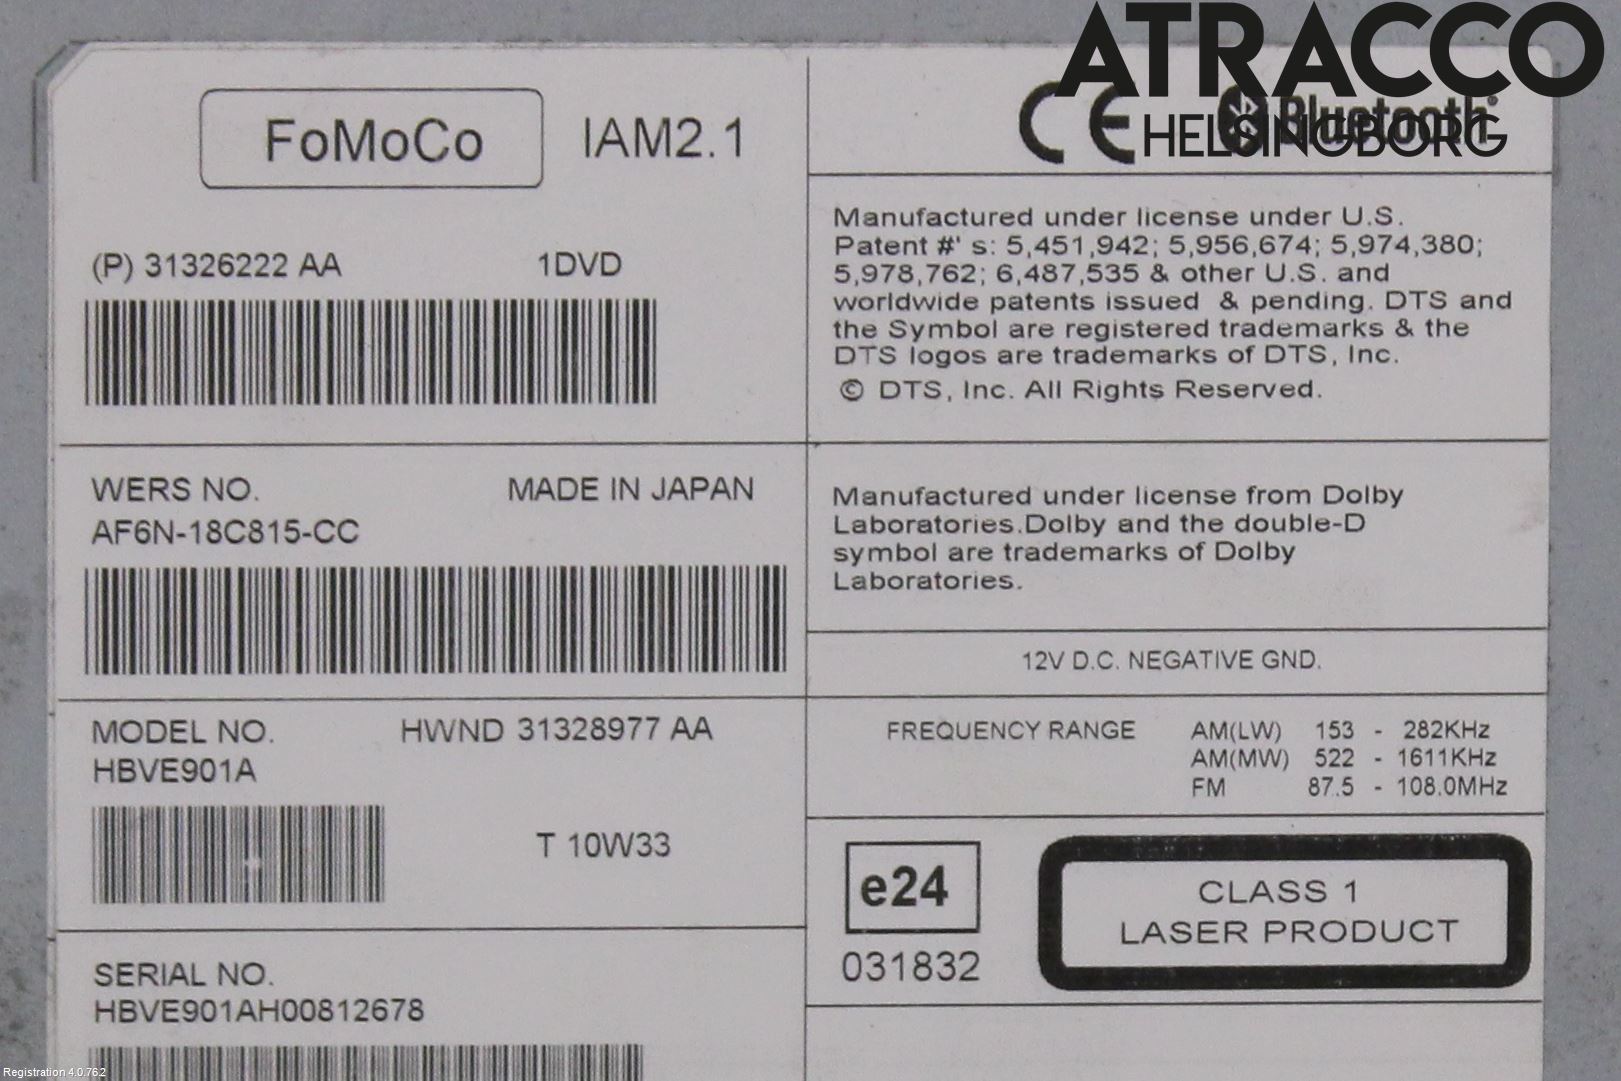 ATRACCO
HELSINGBORG
FoMoCo
IAM2.1
CE
Bluetooth
(P) 31326222 AA 1DVD
WERS NO. MADE IN JAPAN
AF6N-18C815-CC
MODEL NO. HWND 31328977 AA
HBVE901A
T 10W33
SERIAL NO.
HBVE901AH00812678
Manufactured under license under U.S.
Patent #' s: 5,451,942; 5,956,674; 5,974,380;
5,978,762; 6,487,535 & other U.S. and
worldwide patents issued & pending. DTS and
the Symbol are registered trademarks & the
DTS logos are trademarks of DTS, Inc.
© DTS, Inc. All Rights Reserved.
Manufactured under license from Dolby
Laboratories.Dolby and the double-D
symbol are trademarks of Dolby
Laboratories.
12V D.C. NEGATIVE GND.
FREQUENCY RANGE AM(LW) 153 - 282KHz
AM(MW) 522 - 1611KHz
FM 87.5 - 108.0MHz
e24
031832
CLASS 1
LASER PRODUCT
Registration 4.0.762